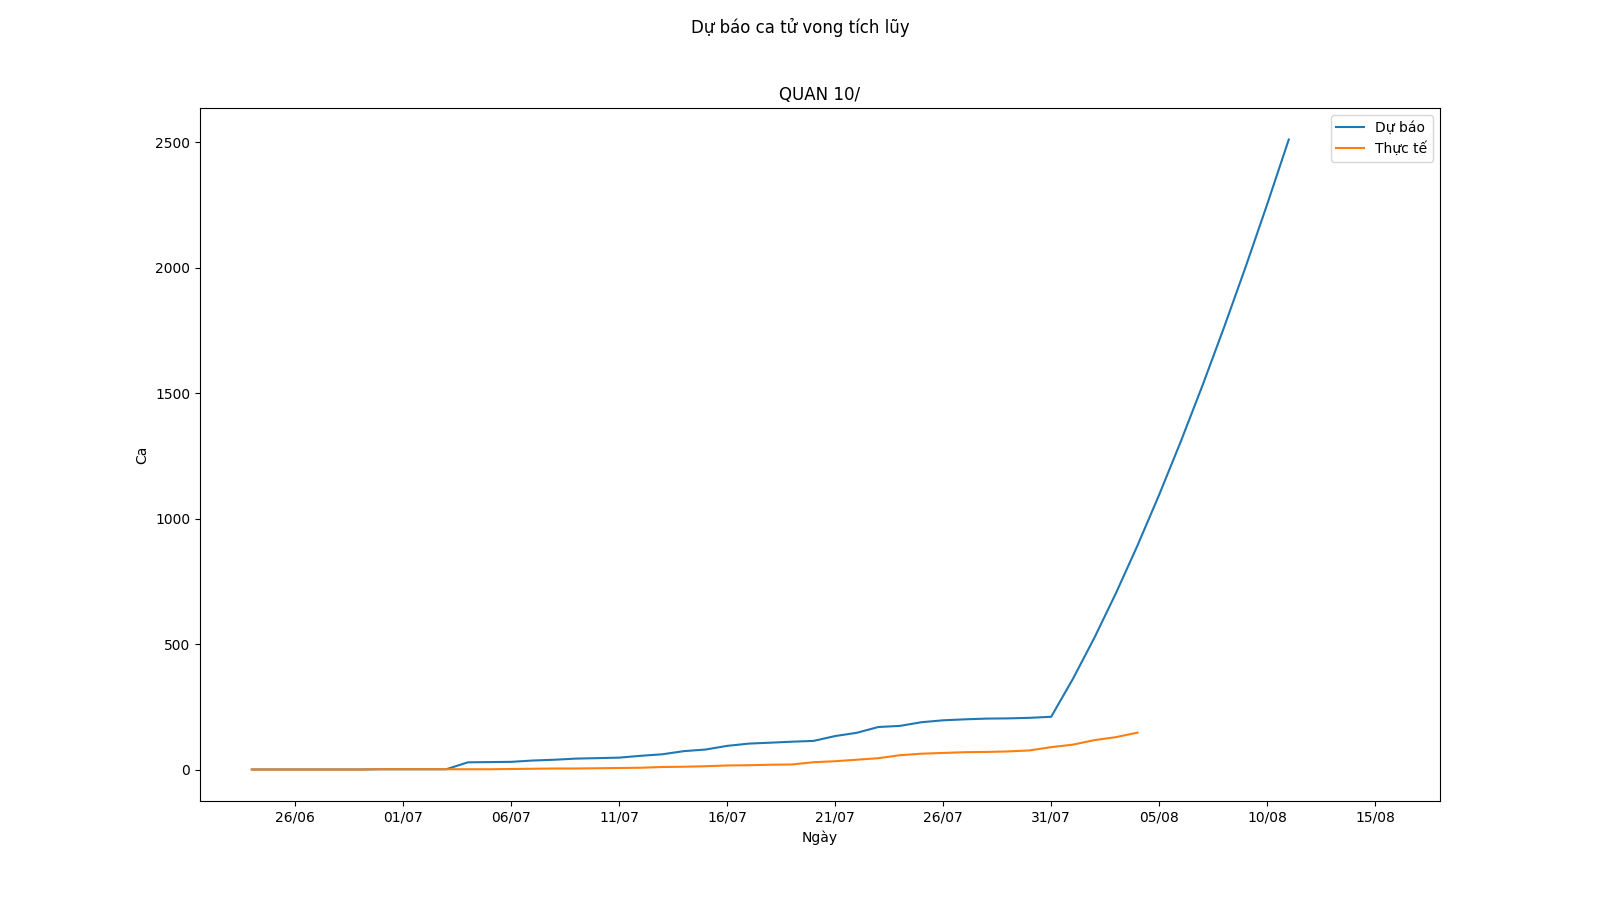 Dự báo ca tử vong tích lũy
QUAN 10/
Dự báo
Thực tế
2500
2000
1500
1000
500
0
Ca
26/06 01/07 06/07 11/07 16/07 21/07 26/07 31/07 05/08 10/08 15/08
Ngày